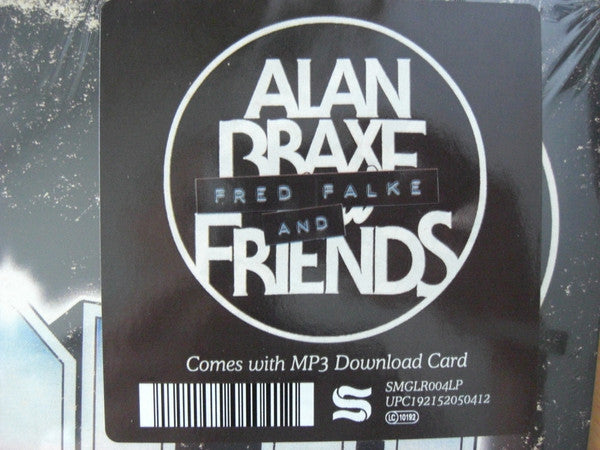 ALAN
BRAXE
FRED FALKE
AND
FRIENDS
Comes with MP3 Download Card
SMGLR004LP
UPC192152050412
LC 10192